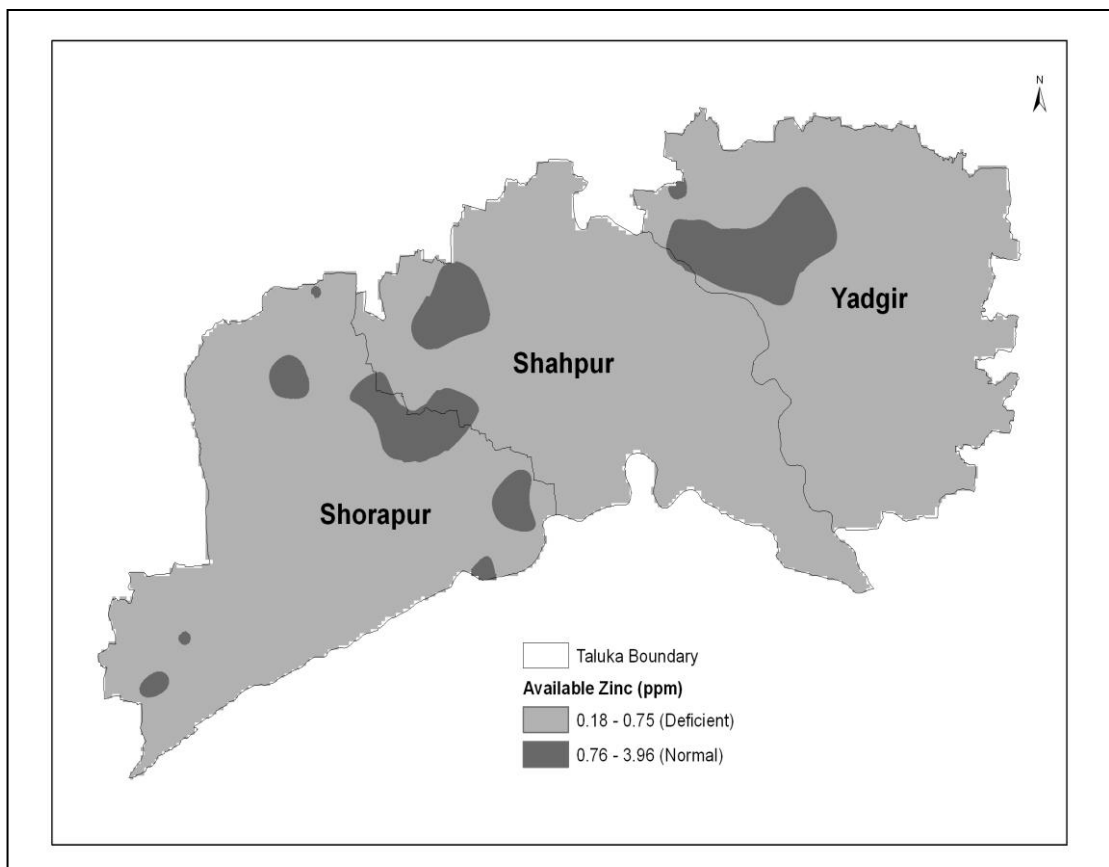 N
Yadgir
Shahpur
Shorapur
Taluka Boundary
Available Zinc (ppm)
0.18 - 0.75 (Deficient)
0.76 - 3.96 (Normal)